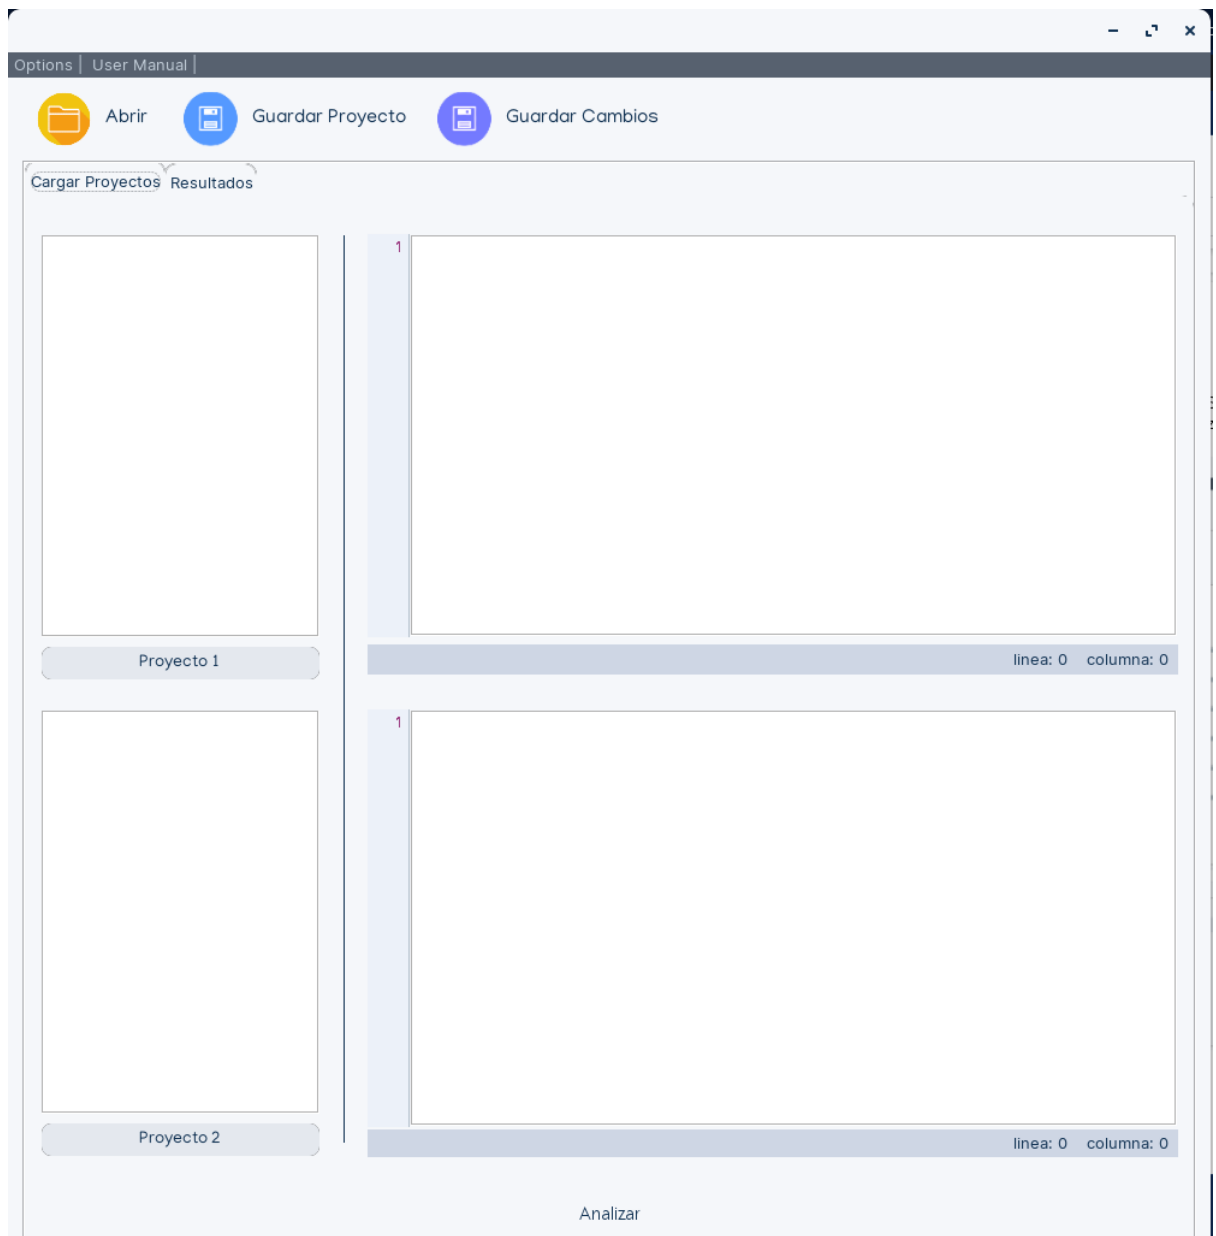 Options | User Manual |
Abrir Guardar Proyecto Guardar Cambios
Cargar Proyectos Resultados
1
Proyecto 1
linea: 0 columna: 0
1
Proyecto 2
linea: 0 columna: 0
Analizar